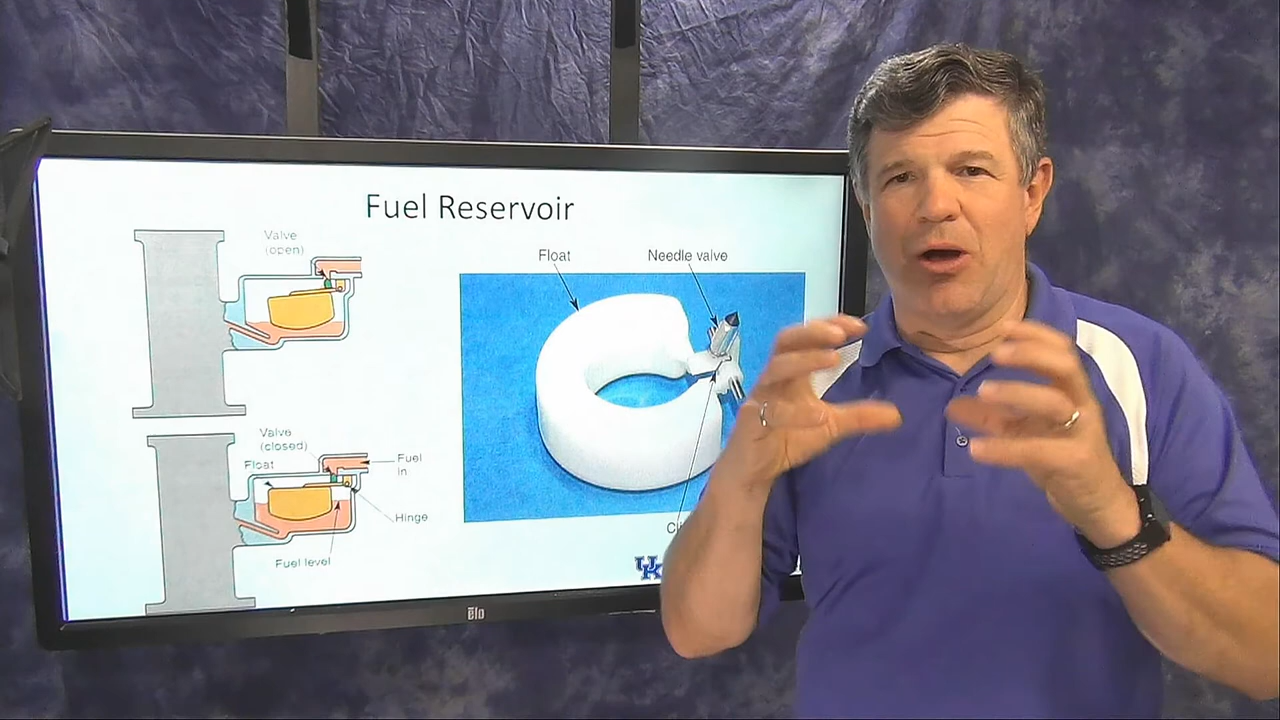 Fuel Reservoir
Valve
(open)
Float
Needle valve
Valve
(closed)
Float
Fuel
in
Hinge
Fuel level
UK
elo